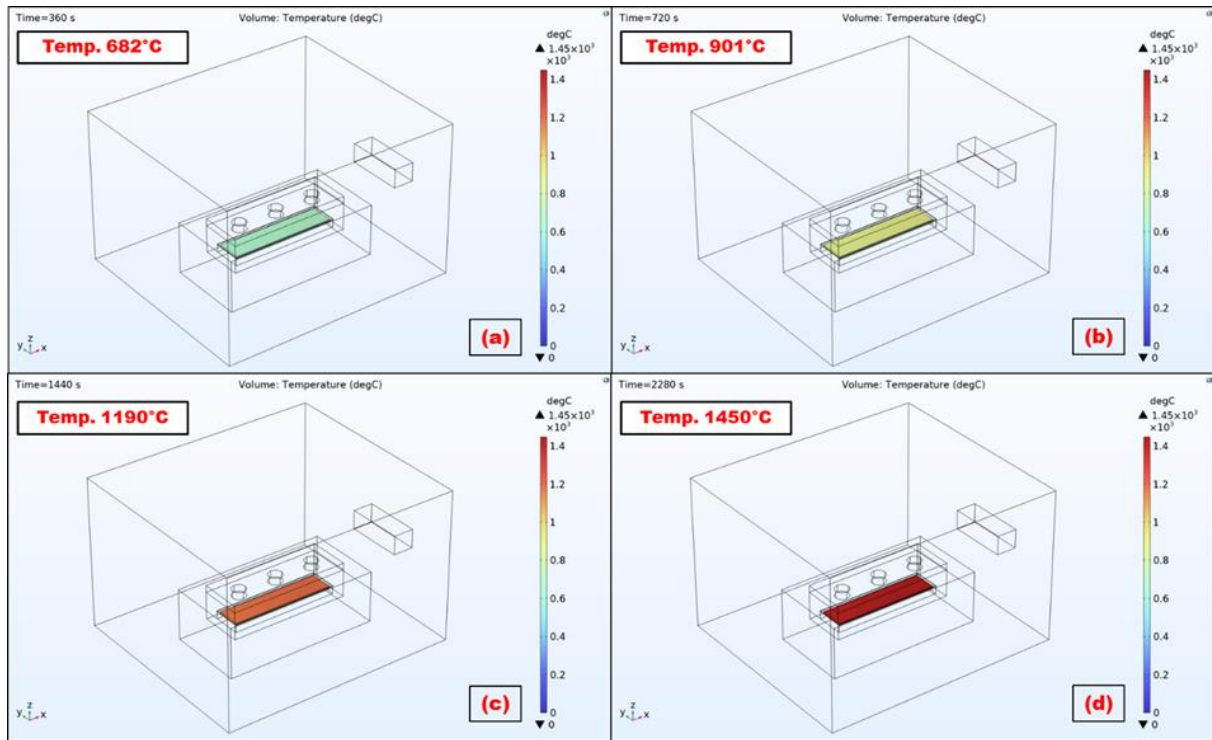 Time=360 s
Volume: Temperature (degC)
Temp. 682°C
degC
▲ 1.45×10³
×10³
1.4
1.2
1
0.8
0.6
0.4
0.2
0
▼ 0
y z x
(a)
Time=720 s
Volume: Temperature (degC)
Temp. 901°C
degC
▲ 1.45×10³
×10³
1.4
1.2
1
0.8
0.6
0.4
0.2
0
▼ 0
y z x
(b)
Time=1440 s
Volume: Temperature (degC)
Temp. 1190°C
degC
▲ 1.45×10³
×10³
1.4
1.2
1
0.8
0.6
0.4
0.2
0
▼ 0
y z x
(c)
Time=2280 s
Volume: Temperature (degC)
Temp. 1450°C
degC
▲ 1.45×10³
×10³
1.4
1.2
1
0.8
0.6
0.4
0.2
0
▼ 0
y z x
(d)